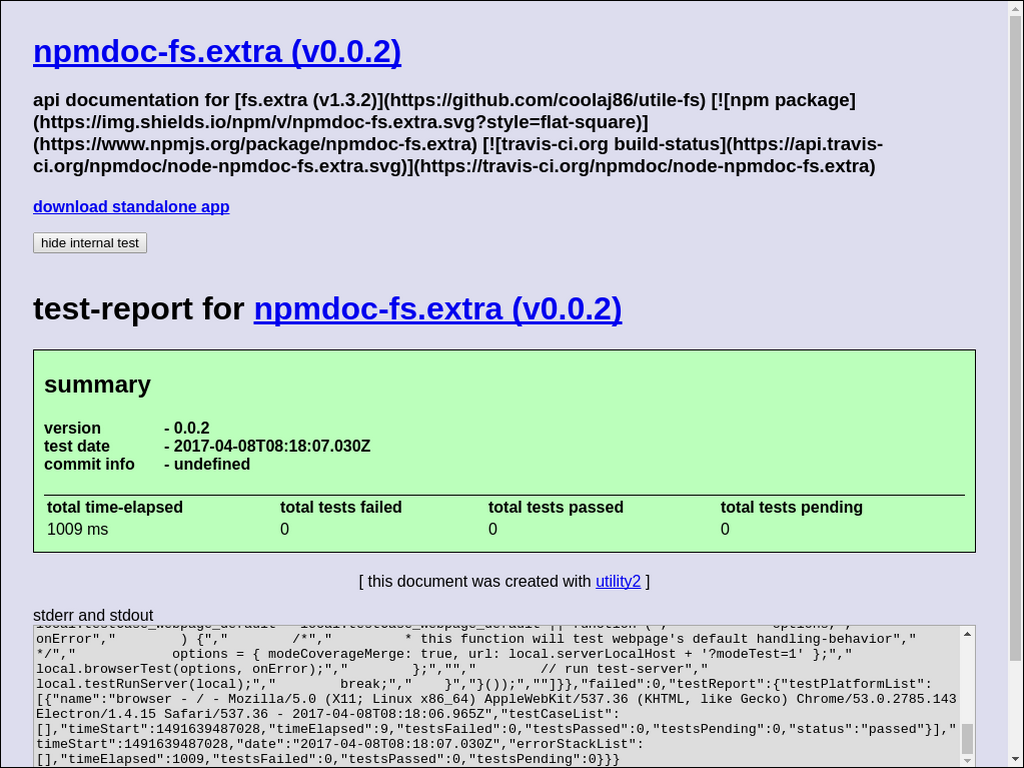 npmdoc-fs.extra (v0.0.2)
api documentation for [fs.extra (v1.3.2)](https://github.com/coolaj86/utile-fs) [![npm package]
(https://img.shields.io/npm/v/npmdoc-fs.extra.svg?style=flat-square)]
(https://www.npmjs.org/package/npmdoc-fs.extra) [![travis-ci.org build-status](https://api.travis-
ci.org/npmdoc/node-npmdoc-fs.extra.svg)](https://travis-ci.org/npmdoc/node-npmdoc-fs.extra)
download standalone app
hide internal test
test-report for npmdoc-fs.extra (v0.0.2)
summary
version - 0.0.2
test date - 2017-04-08T08:18:07.030Z
commit info - undefined
total time-elapsed total tests failed total tests passed total tests pending
1009 ms 0 0 0
[ this document was created with utility2 ]
stderr and stdout
local.testCase_webpage_default = local.testCase_webpage_default || function (","             options,","
onError","        ) {","        /*","         * this function will test webpage's default handling-behavior","
*/","         options = { modeCoverageMerge: true, url: local.serverLocalHost + '?modeTest=1' };","
local.browserTest(options, onError);","        };","","        // run test-server","
local.testRunServer(local);","        break;","    }","}());",""]}},"failed":0,"testReport":{"testPlatformList":
[{"name":"browser - / - Mozilla/5.0 (X11; Linux x86_64) AppleWebKit/537.36 (KHTML, like Gecko) Chrome/53.0.2785.143
Electron/1.4.15 Safari/537.36 - 2017-04-08T08:18:06.965Z","testCaseList":
[],"timeStart":1491639487028,"timeElapsed":9,"testsFailed":0,"testsPassed":0,"testsPending":0,"status":"passed"}],"
timeStart":1491639487028,"date":"2017-04-08T08:18:07.030Z","errorStackList":
[],"timeElapsed":1009,"testsFailed":0,"testsPassed":0,"testsPending":0}}}